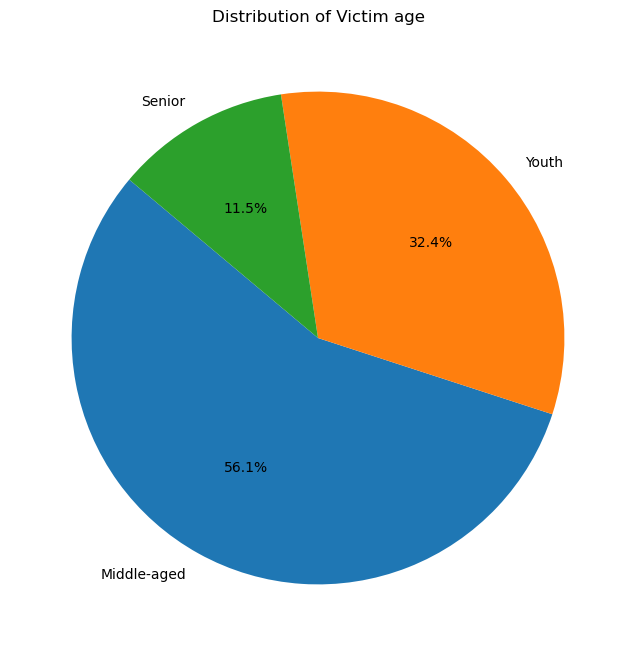 Distribution of Victim age
Senior
Youth
11.5%
32.4%
56.1%
Middle-aged